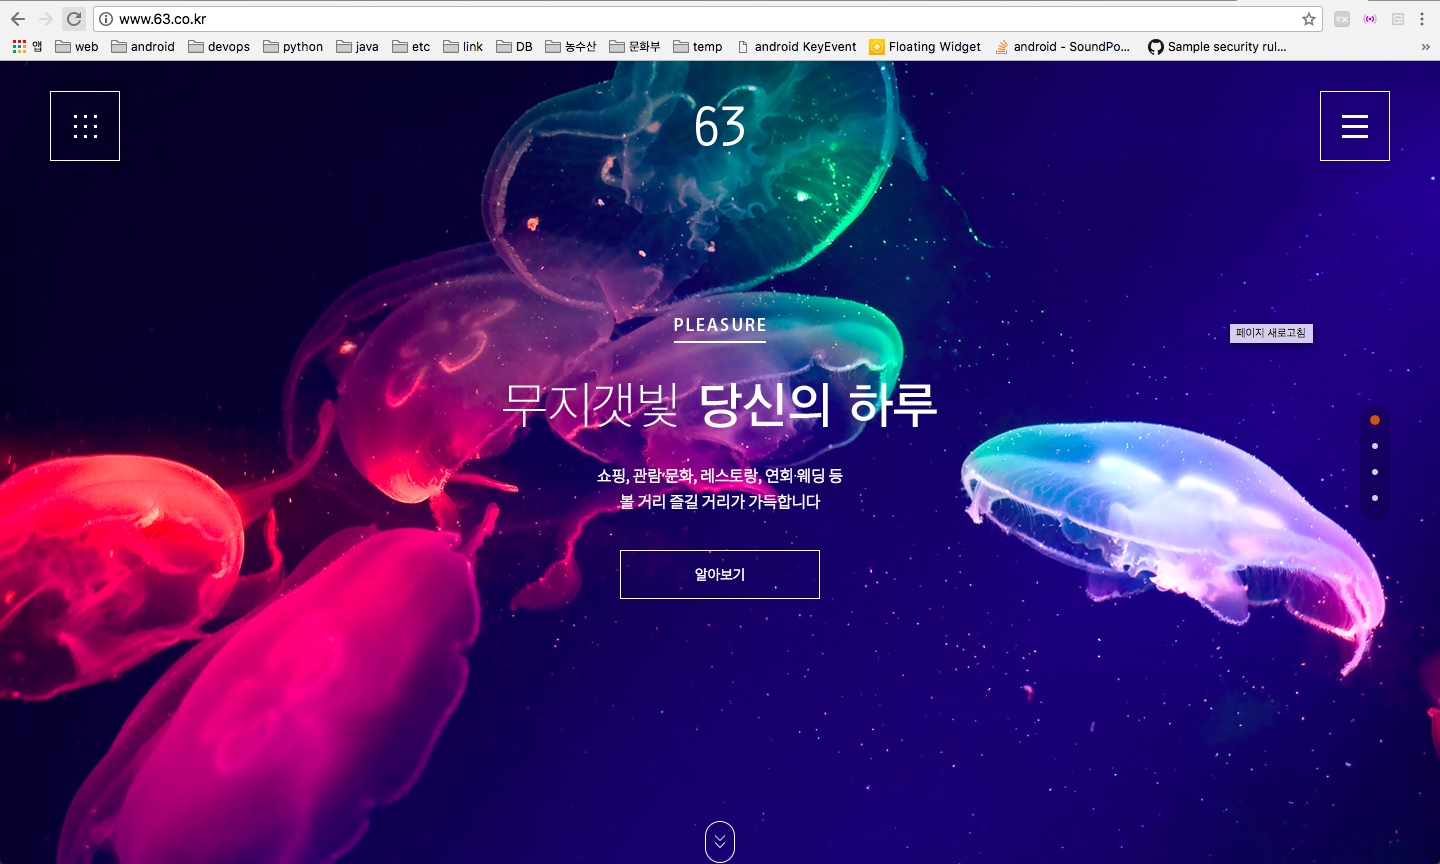 www.63.co.kr
앱 web android devops python java etc link DB 농수산 문화부 temp android KeyEvent Floating Widget android - SoundPo... Sample security rul... »
63
PLEASURE
페이지 새로고침
무지갯빛 당신의 하루
쇼핑, 관람·문화, 레스토랑, 연회·웨딩 등
볼 거리 즐길 거리가 가득합니다
알아보기